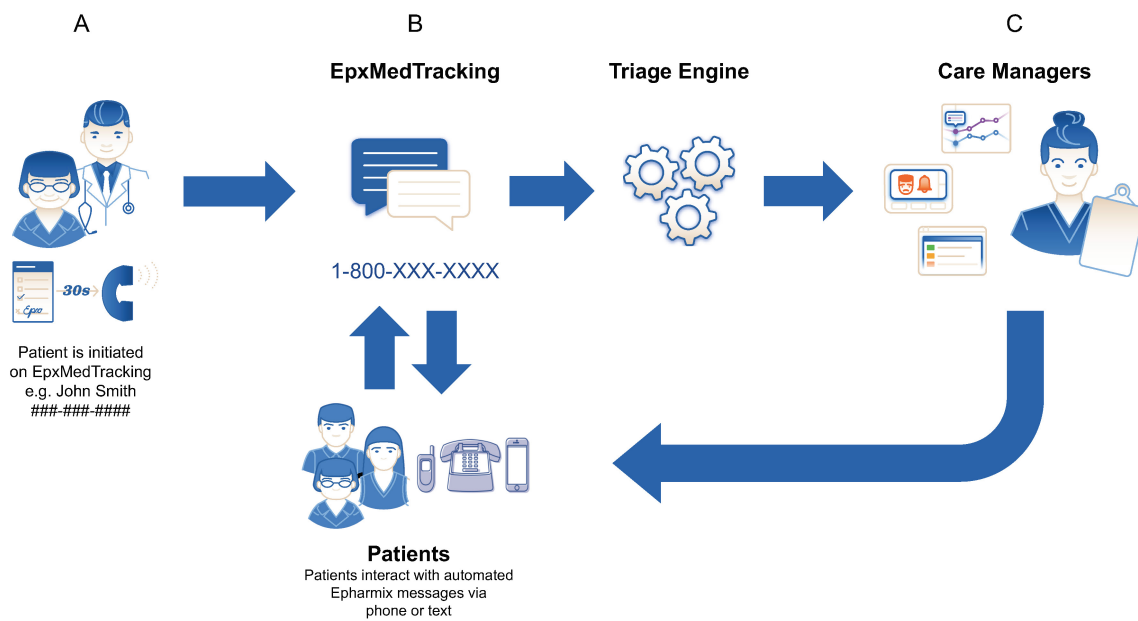 A
B
C
EpxMedTracking
Triage Engine
Care Managers
30s
Epx
1-800-XXX-XXXX
Patient is initiated
on EpxMedTracking
e.g. John Smith
###-###-####
Patients
Patients interact with automated
Epharmix messages via
phone or text